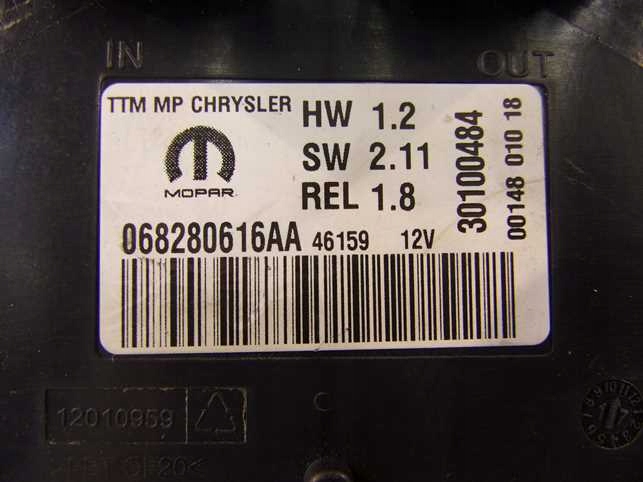 IN
OUT
TTM MP CHRYSLER
HW 1.2
SW 2.11
REL 1.8
MOPAR
30100484
00148 010 18
068280616AA 46159 12V
12010959
C